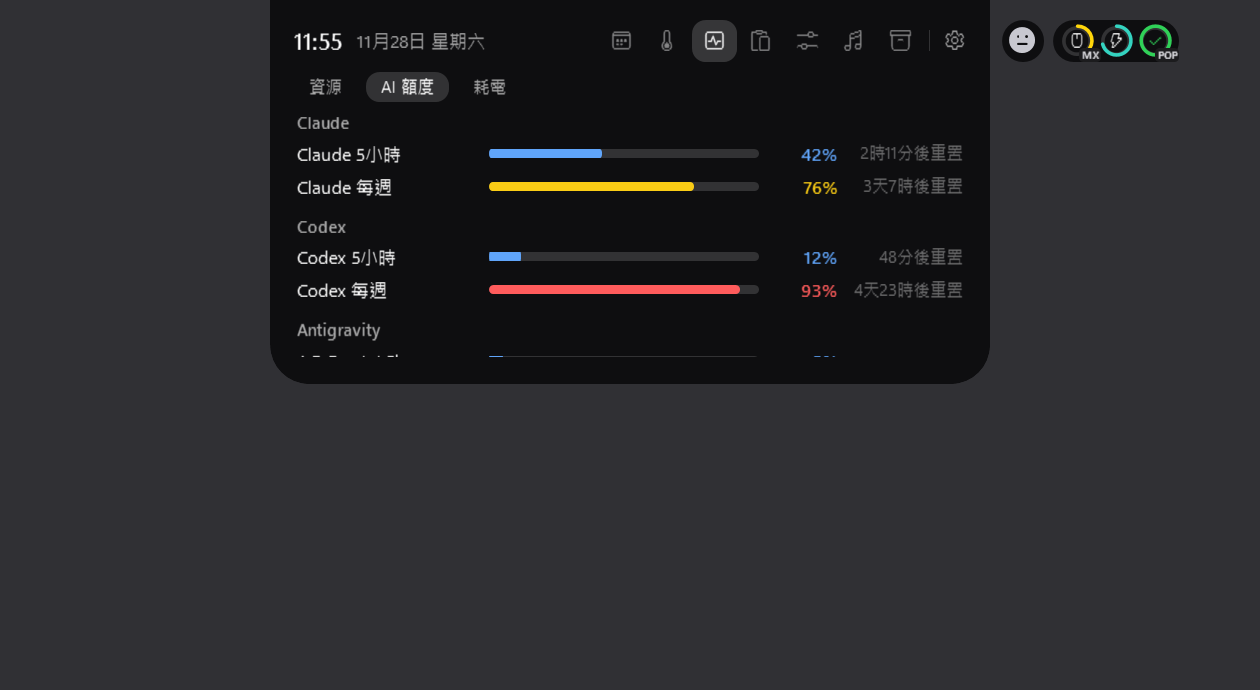 11:55 11月28日 星期六
MX
POP
資源 AI 額度 耗電
Claude
Claude 5小時 42% 2時11分後重置
Claude 每週 76% 3天7時後重置
Codex
Codex 5小時 12% 48分後重置
Codex 每週 93% 4天23時後重置
Antigravity